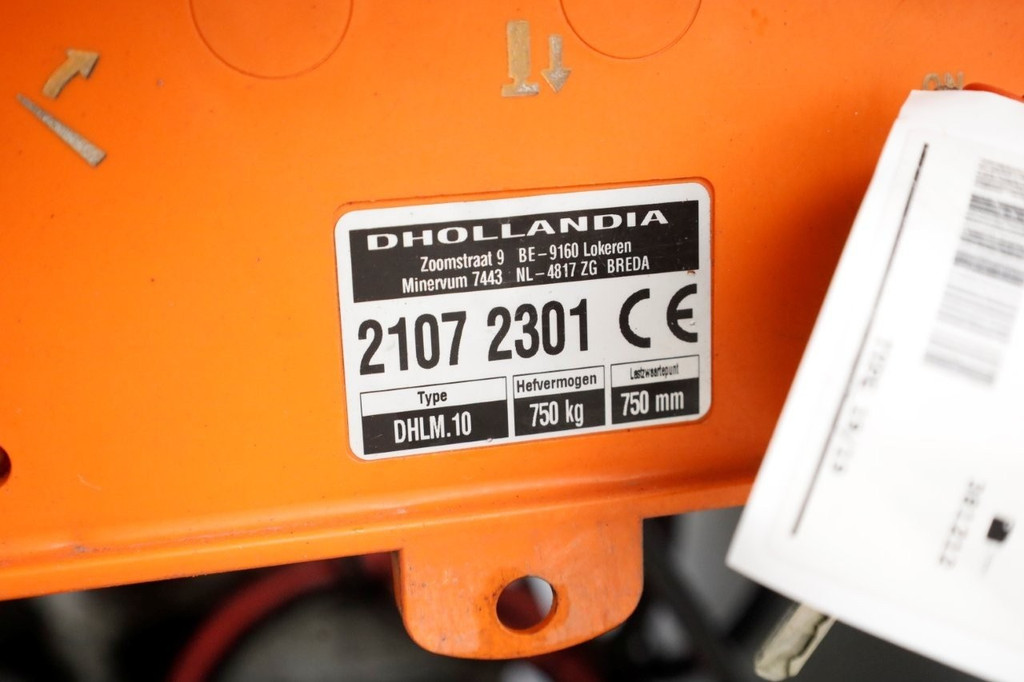 ON
DHOLLANDIA
Zoomstraat 9 BE-9160 Lokeren
Minervum 7443 NL-4817 ZG BREDA
2107 2301 CE
Type
DHLM.10
Hefvermogen
750 kg
Lastzwaartepunt
750 mm